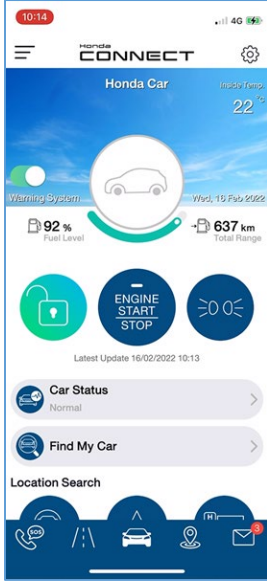 10:14
4G
Honda
CONNECT
Honda Car
Inside Temp.
22 °c
Warning System
Wed, 16 Feb 2022
92 %
Fuel Level
637 km
Total Range
ENGINE
START
STOP
Latest Update 16/02/2022 10:13
Car Status
Normal
Find My Car
Location Search
H
SOS
3